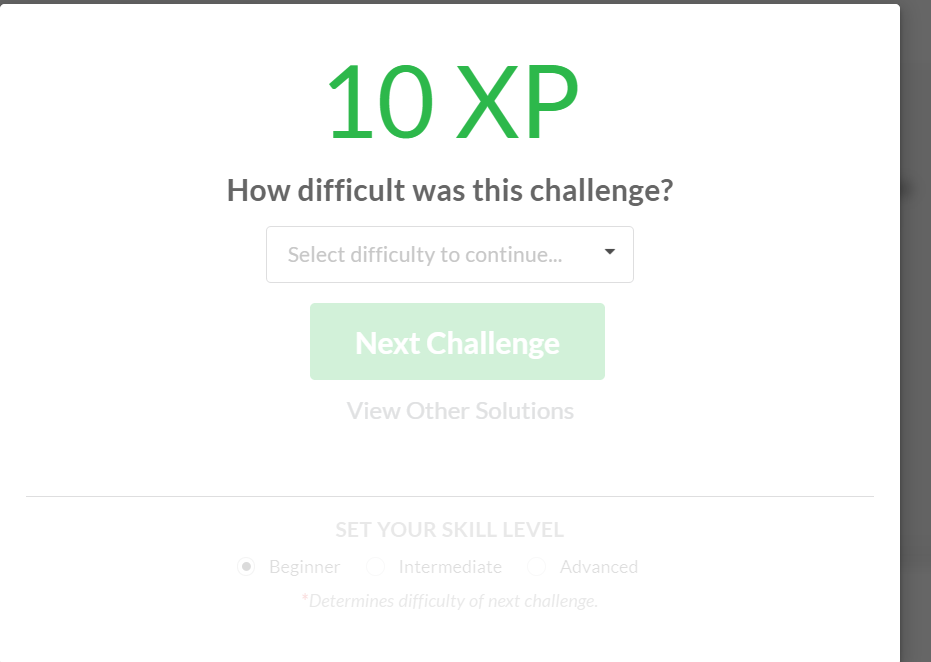 10 XP
How difficult was this challenge?
Select difficulty to continue...
Next Challenge
View Other Solutions
SET YOUR SKILL LEVEL
Beginner Intermediate Advanced
*Determines difficulty of next challenge.